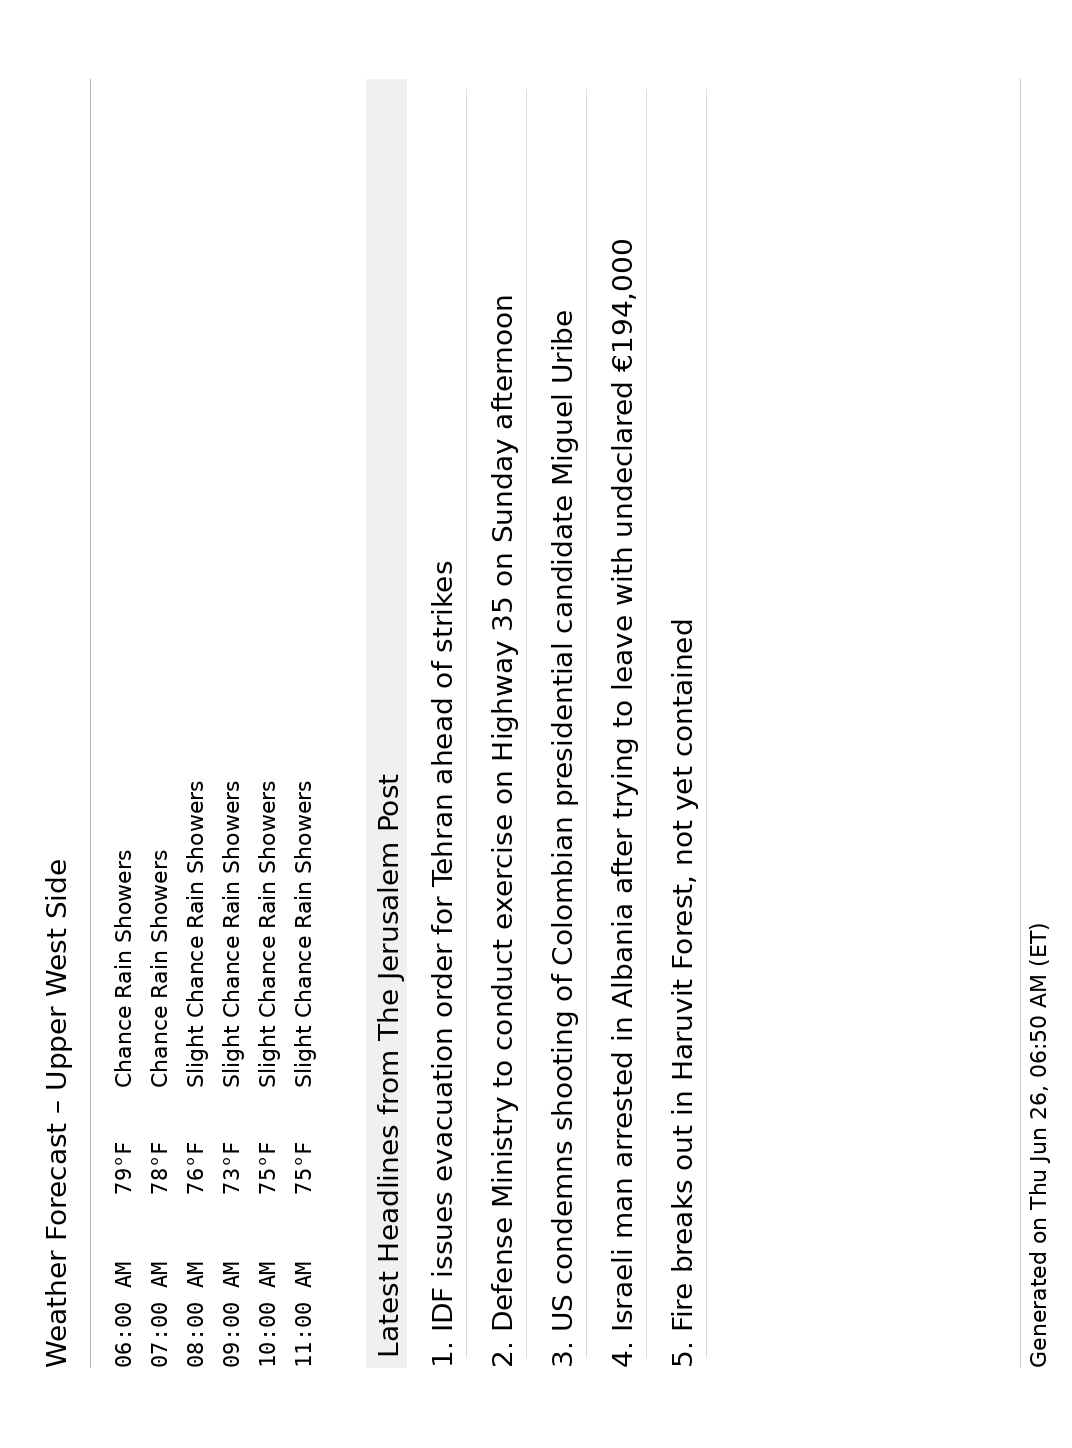 Weather Forecast – Upper West Side
06:00 AM 79°F Chance Rain Showers
07:00 AM 78°F Chance Rain Showers
08:00 AM 76°F Slight Chance Rain Showers
09:00 AM 73°F Slight Chance Rain Showers
10:00 AM 75°F Slight Chance Rain Showers
11:00 AM 75°F Slight Chance Rain Showers
Latest Headlines from The Jerusalem Post
1. IDF issues evacuation order for Tehran ahead of strikes
2. Defense Ministry to conduct exercise on Highway 35 on Sunday afternoon
3. US condemns shooting of Colombian presidential candidate Miguel Uribe
4. Israeli man arrested in Albania after trying to leave with undeclared €194,000
5. Fire breaks out in Haruvit Forest, not yet contained
Generated on Thu Jun 26, 06:50 AM (ET)